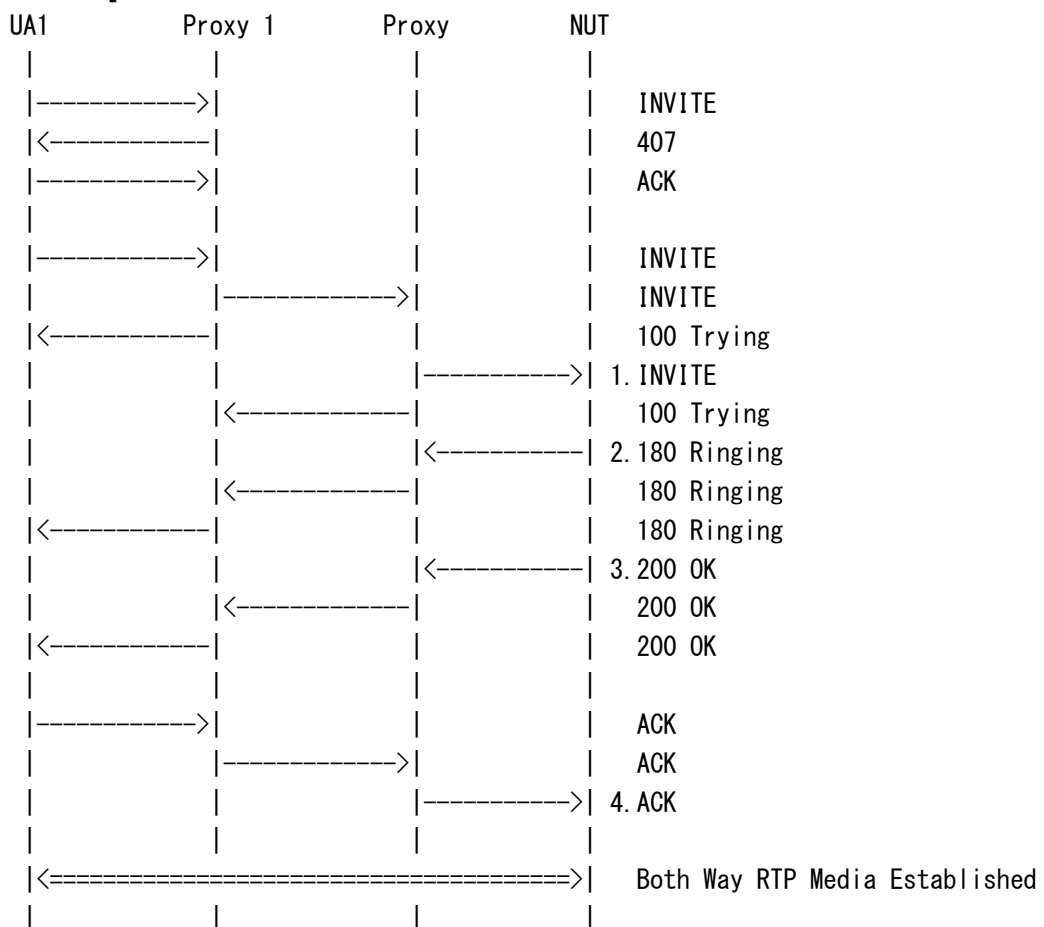 UA1 Proxy 1 Proxy NUT
INVITE
407
ACK
INVITE
INVITE
100 Trying
1. INVITE
100 Trying
2. 180 Ringing
180 Ringing
180 Ringing
3. 200 OK
200 OK
200 OK
ACK
ACK
4. ACK
Both Way RTP Media Established